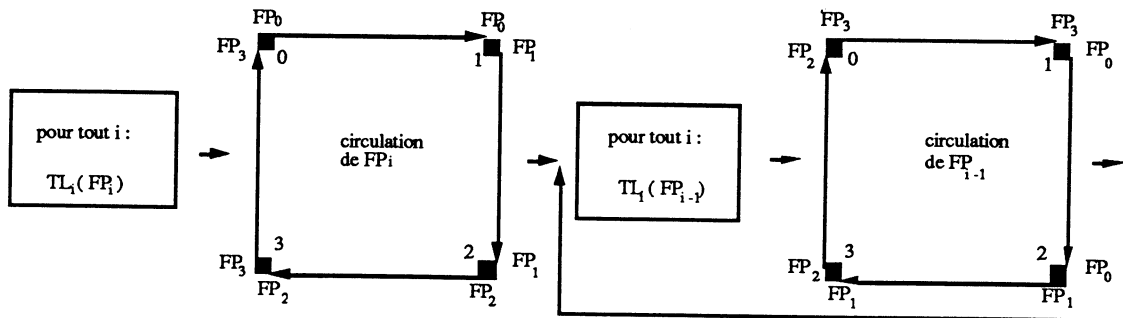 FP0 FP0
FP3 0 1 FP1
pour tout i :
TLi(FPi)
circulation
de FPi
3 2
FP3 FP2 FP2 FP1
pour tout i :
TL1(FPi-1)
FP3 FP3
FP2 0 1 FP0
circulation
de FPi-1
3 2
FP2 FP1 FP1 FP0